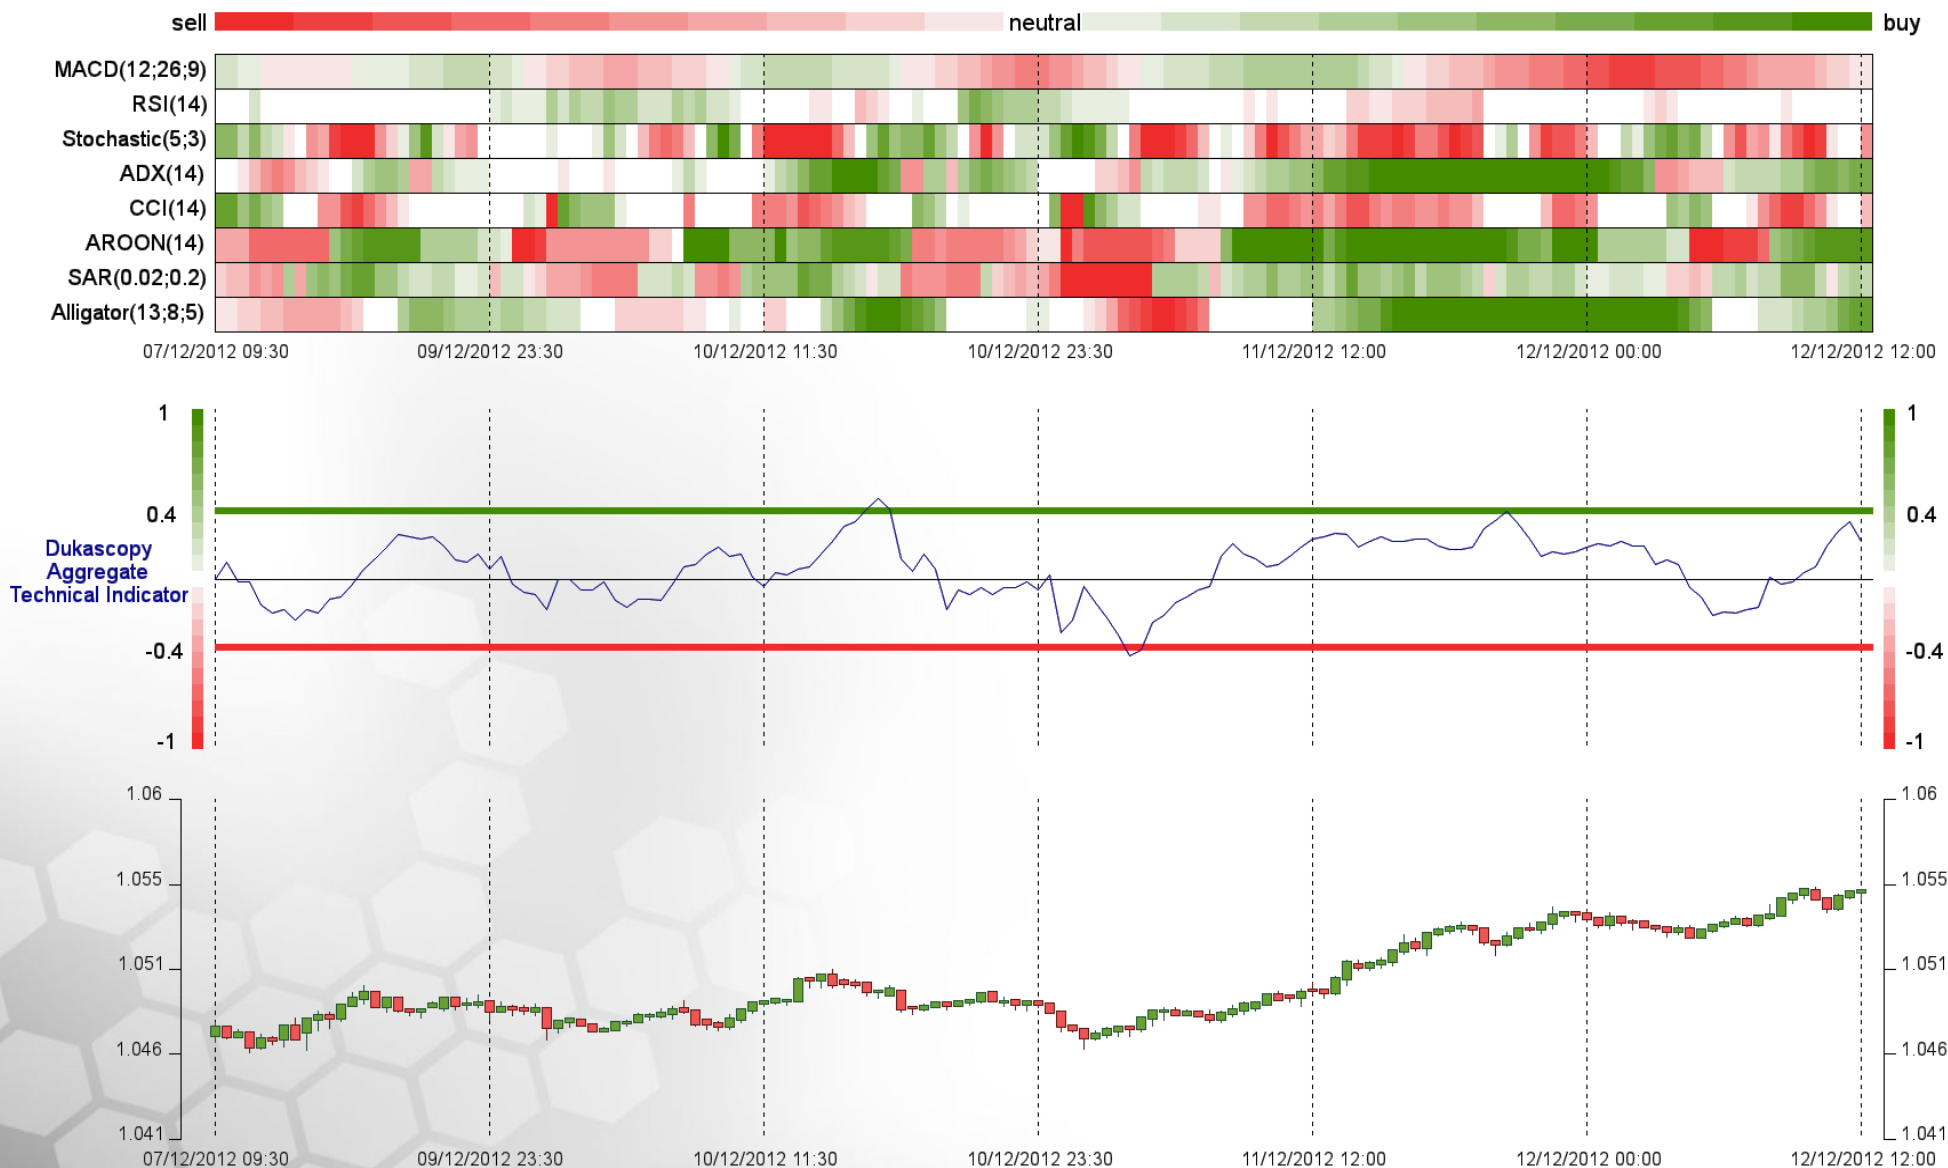 sell neutral buy
MACD(12;26;9)
RSI(14)
Stochastic(5;3)
ADX(14)
CCI(14)
AROON(14)
SAR(0.02;0.2)
Alligator(13;8;5)
07/12/2012 09:30 09/12/2012 23:30 10/12/2012 11:30 10/12/2012 23:30 11/12/2012 12:00 12/12/2012 00:00 12/12/2012 12:00
1 1
0.4 0.4
Dukascopy
Aggregate
Technical Indicator
-0.4 -0.4
-1 -1
1.06 1.06
1.055 1.055
1.051 1.051
1.046 1.046
1.041 1.041
07/12/2012 09:30 09/12/2012 23:30 10/12/2012 11:30 10/12/2012 23:30 11/12/2012 12:00 12/12/2012 00:00 12/12/2012 12:00